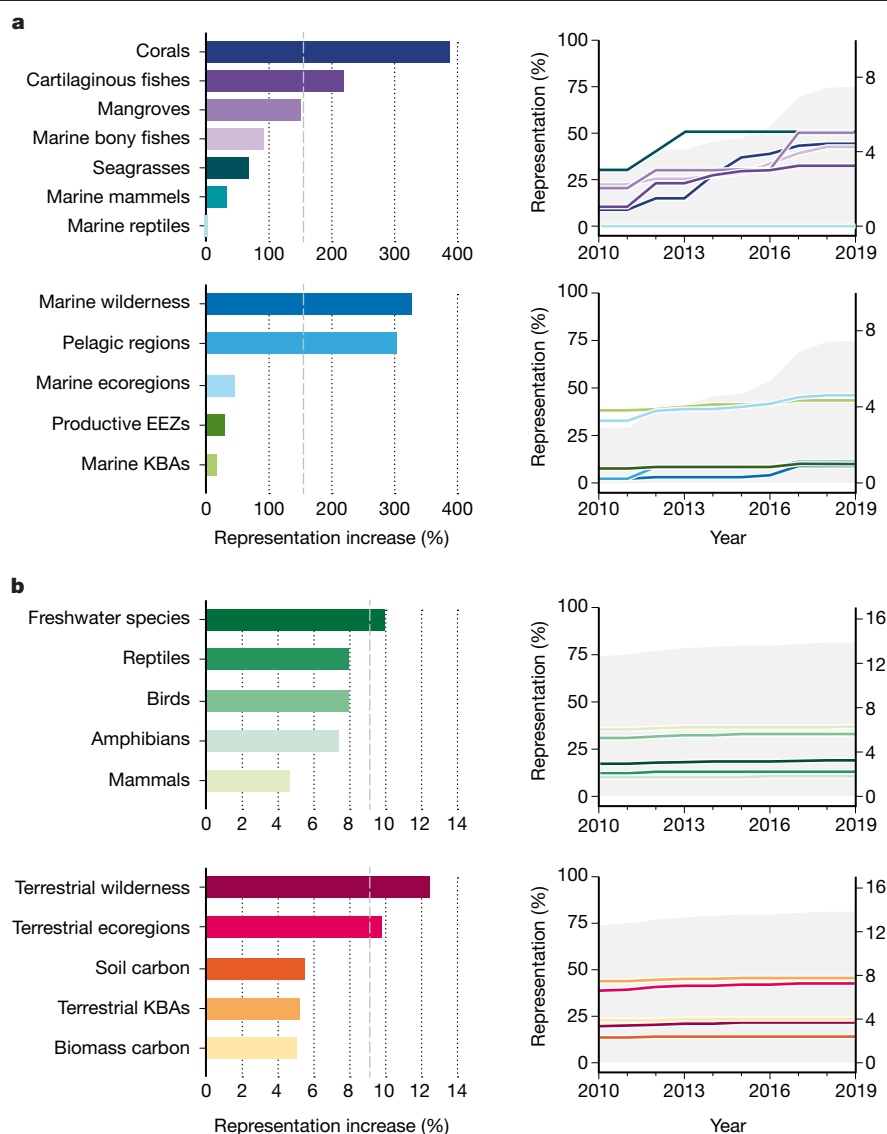 a
Corals
Cartilaginous fishes
Mangroves
Marine bony fishes
Seagrasses
Marine mammels
Marine reptiles
0 100 200 300 400
Representation (%)
100
75
50
25
0
8
4
0
2010 2013 2016 2019
Marine wilderness
Pelagic regions
Marine ecoregions
Productive EEZs
Marine KBAs
0 100 200 300 400
Representation increase (%)
Representation (%)
100
75
50
25
0
8
4
0
2010 2013 2016 2019
Year
b
Freshwater species
Reptiles
Birds
Amphibians
Mammals
0 2 4 6 8 10 12 14
Representation (%)
100
75
50
25
0
16
12
8
4
0
2010 2013 2016 2019
Terrestrial wilderness
Terrestrial ecoregions
Soil carbon
Terrestrial KBAs
Biomass carbon
0 2 4 6 8 10 12 14
Representation increase (%)
Representation (%)
100
75
50
25
0
16
12
8
4
0
2010 2013 2016 2019
Year